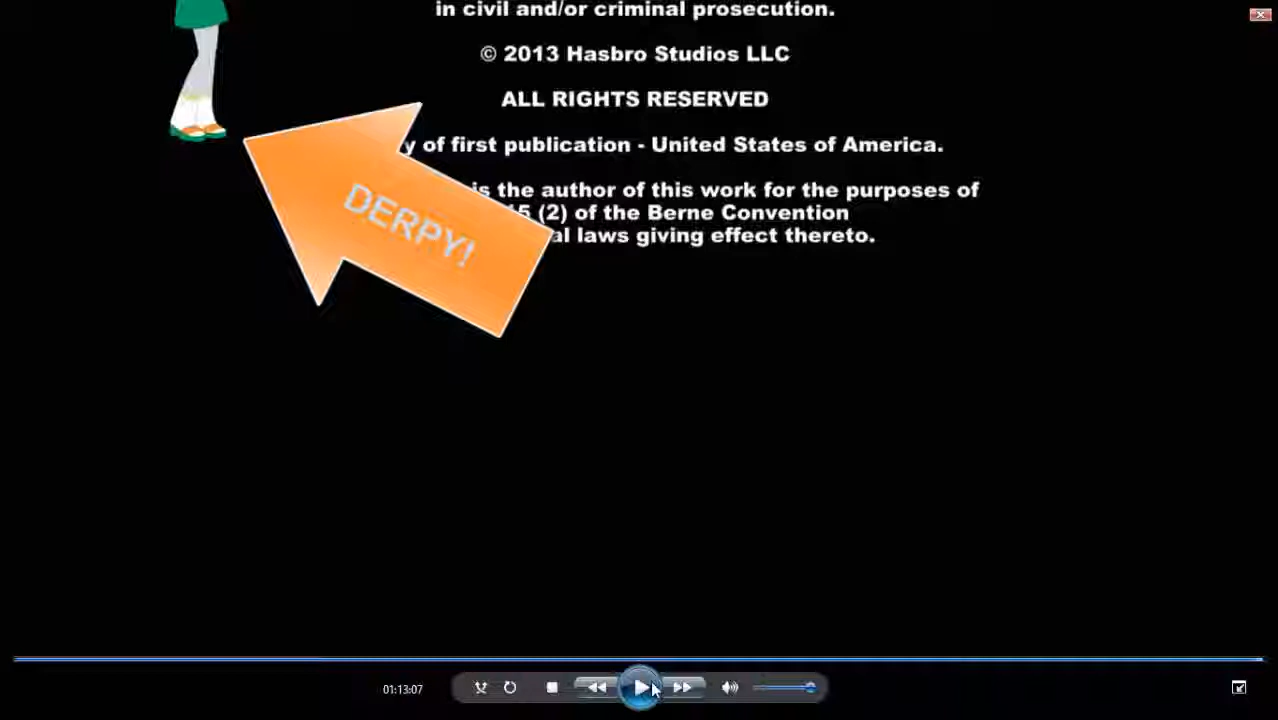 in civil and/or criminal prosecution.
© 2013 Hasbro Studios LLC
ALL RIGHTS RESERVED
y of first publication - United States of America.
is the author of this work for the purposes of
15 (2) of the Berne Convention
al laws giving effect thereto.
DERPY!
01:13:07